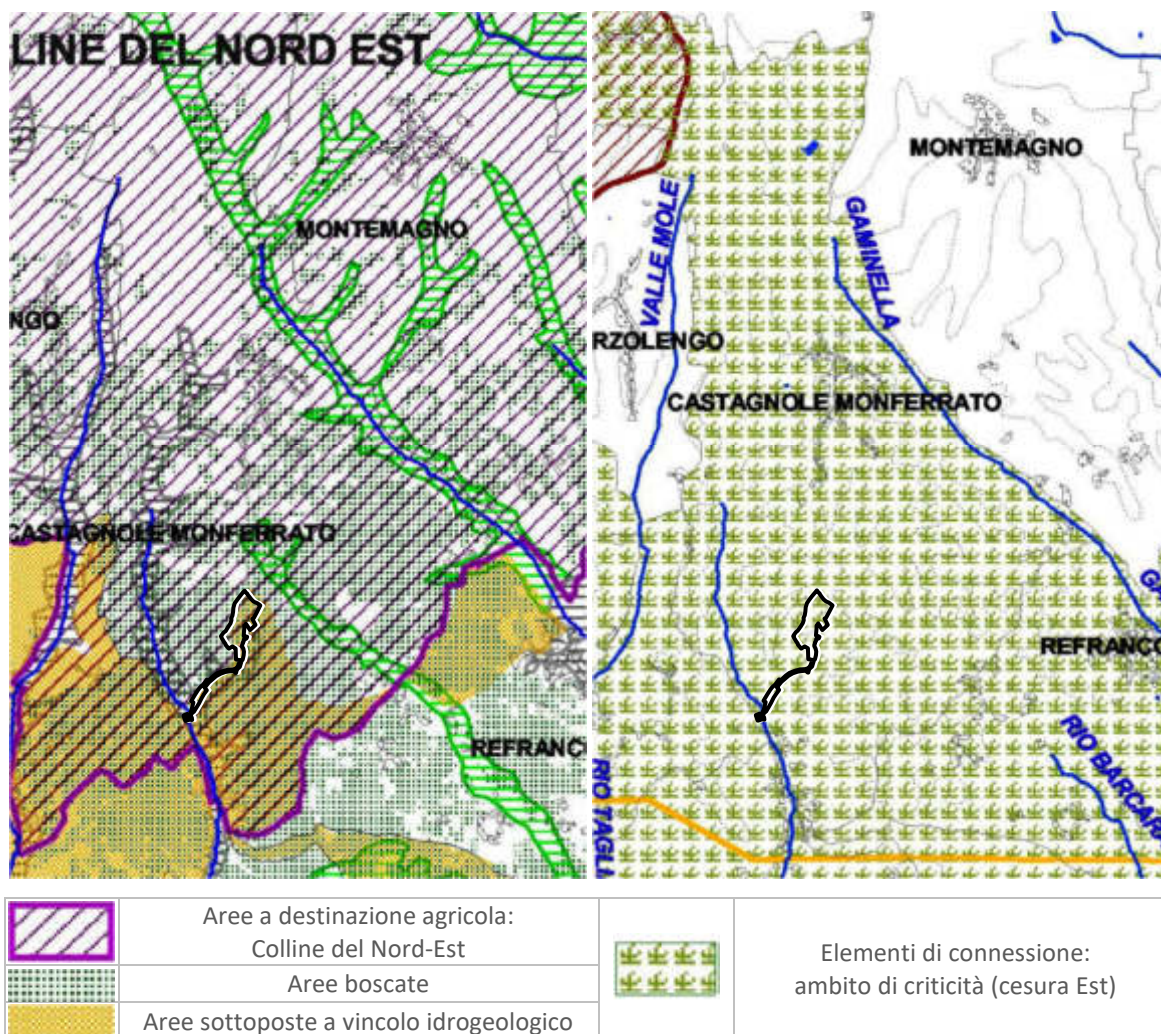 LINE DEL NORD EST
MONTEMAGNO
NGO
CASTAGNOLE MONFERRATO
REFRANC
MONTEMAGNO
VALLE MOLE
GAMINELLA
RZOLENGO
CASTAGNOLE MONFERRATO
GA
REFRANCO
RIO BARCAR
RIO TAGLI
Aree a destinazione agricola:
Colline del Nord-Est
Aree boscate
Aree sottoposte a vincolo idrogeologico
Elementi di connessione:
ambito di criticità (cesura Est)